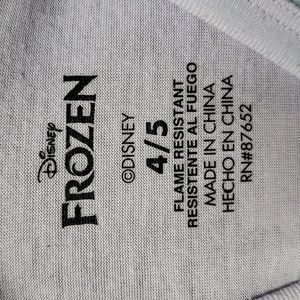 Disney
FROZEN
©DISNEY
4/5
FLAME RESISTANT
RESISTENTE AL FUEGO
MADE IN CHINA
HECHO EN CHINA
RN#87652